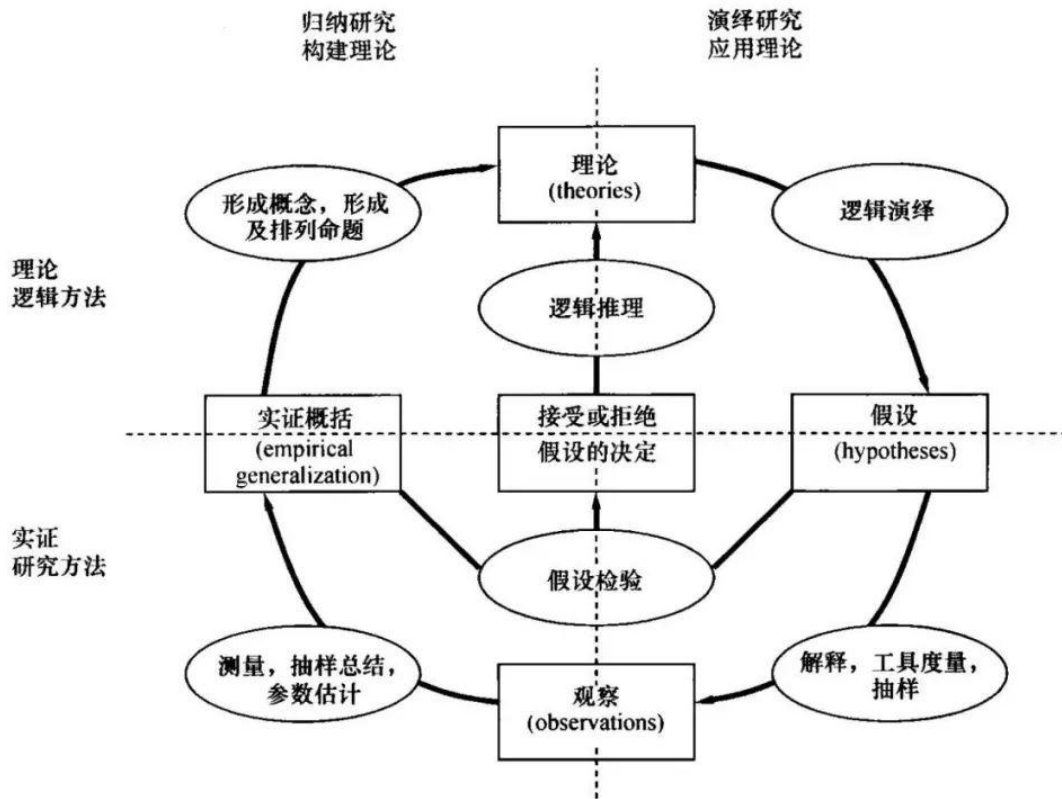 归纳研究
构建理论
演绎研究
应用理论
理论
(theories)
形成概念，形成
及排列命题
逻辑演绎
理论
逻辑方法
逻辑推理
实证概括
(empirical
generalization)
接受或拒绝
假设的决定
假设
(hypotheses)
实证
研究方法
假设检验
测量，抽样总结，
参数估计
观察
(observations)
解释，工具度量，
抽样